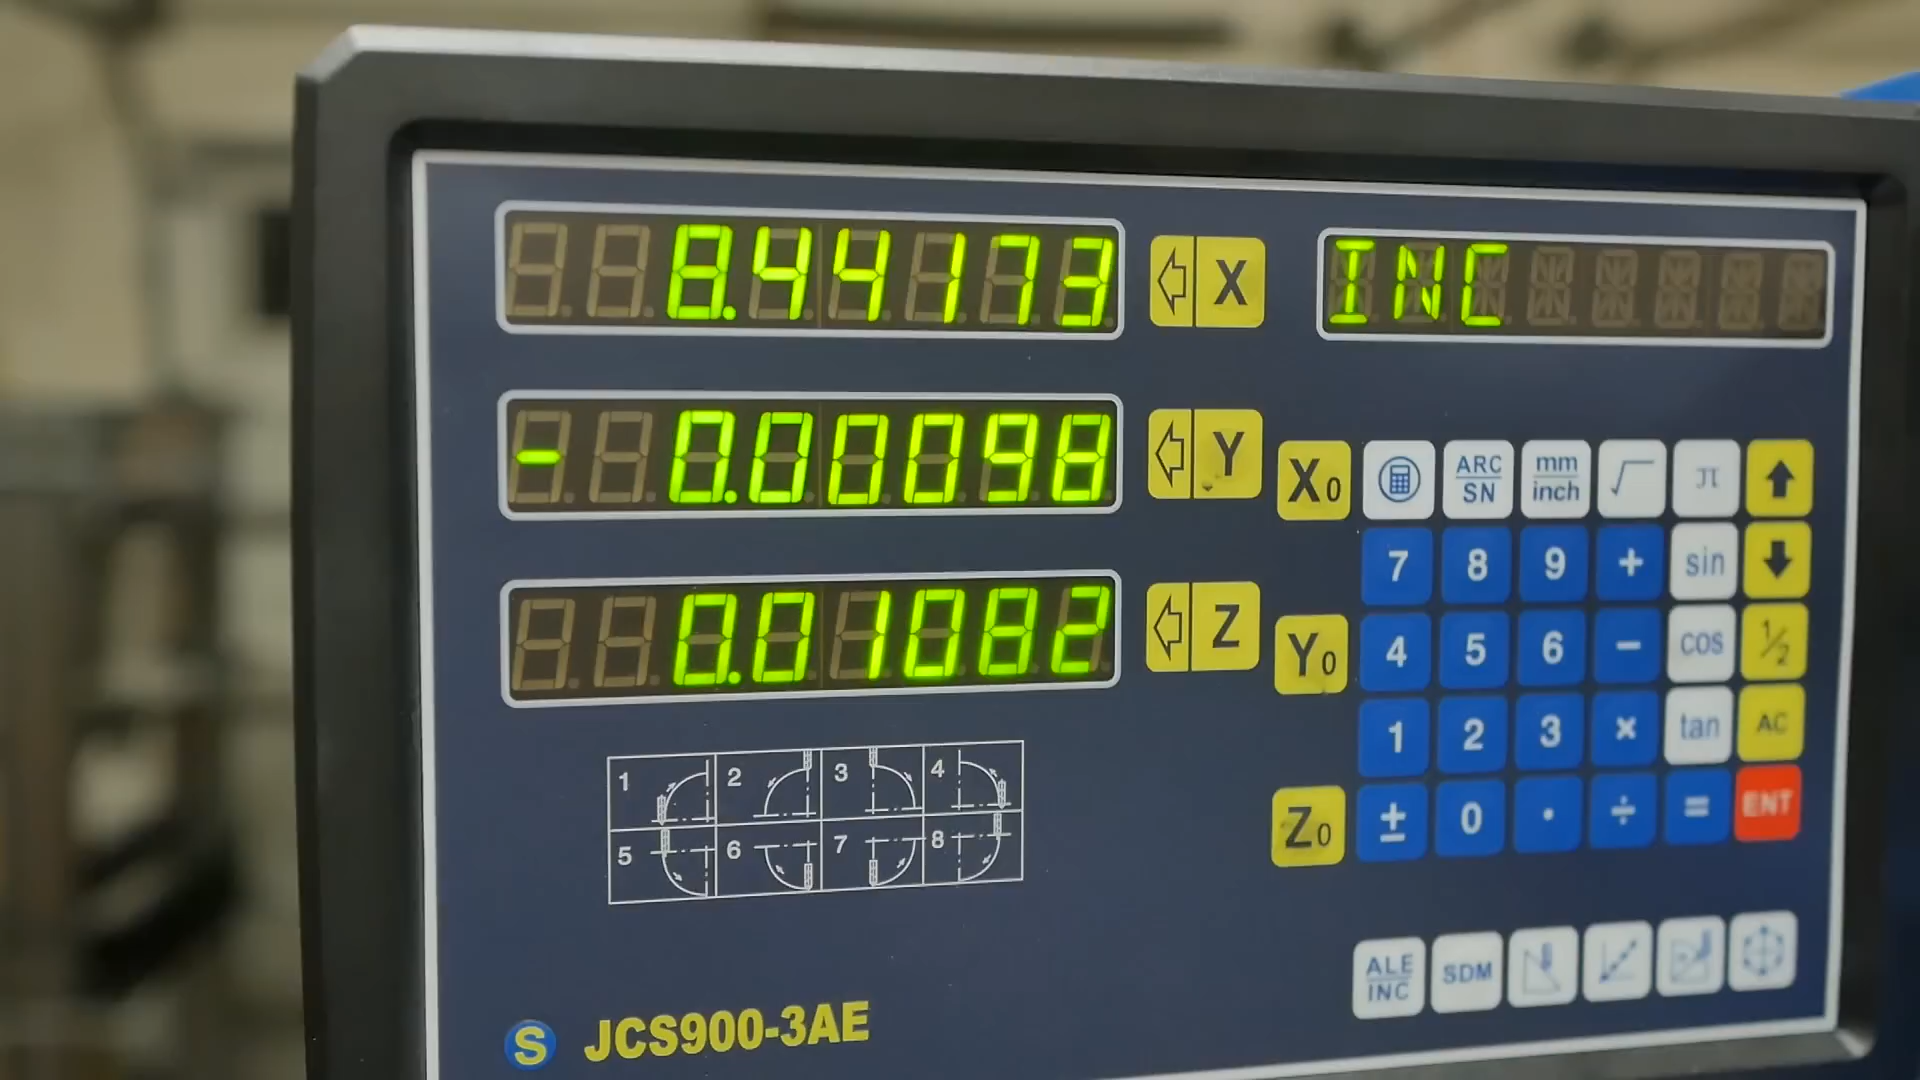 8.44173 X INC
- 0.00098 Y
0.01082 Z
X0 ARC/SN mm/inch √ π
7 8 9 + sin
Y0 4 5 6 - cos 1/2
1 2 3 × tan AC
Z0 ± 0 . ÷ = ENT
1 2 3 4
5 6 7 8
ALE/INC SDM
S JCS900-3AE